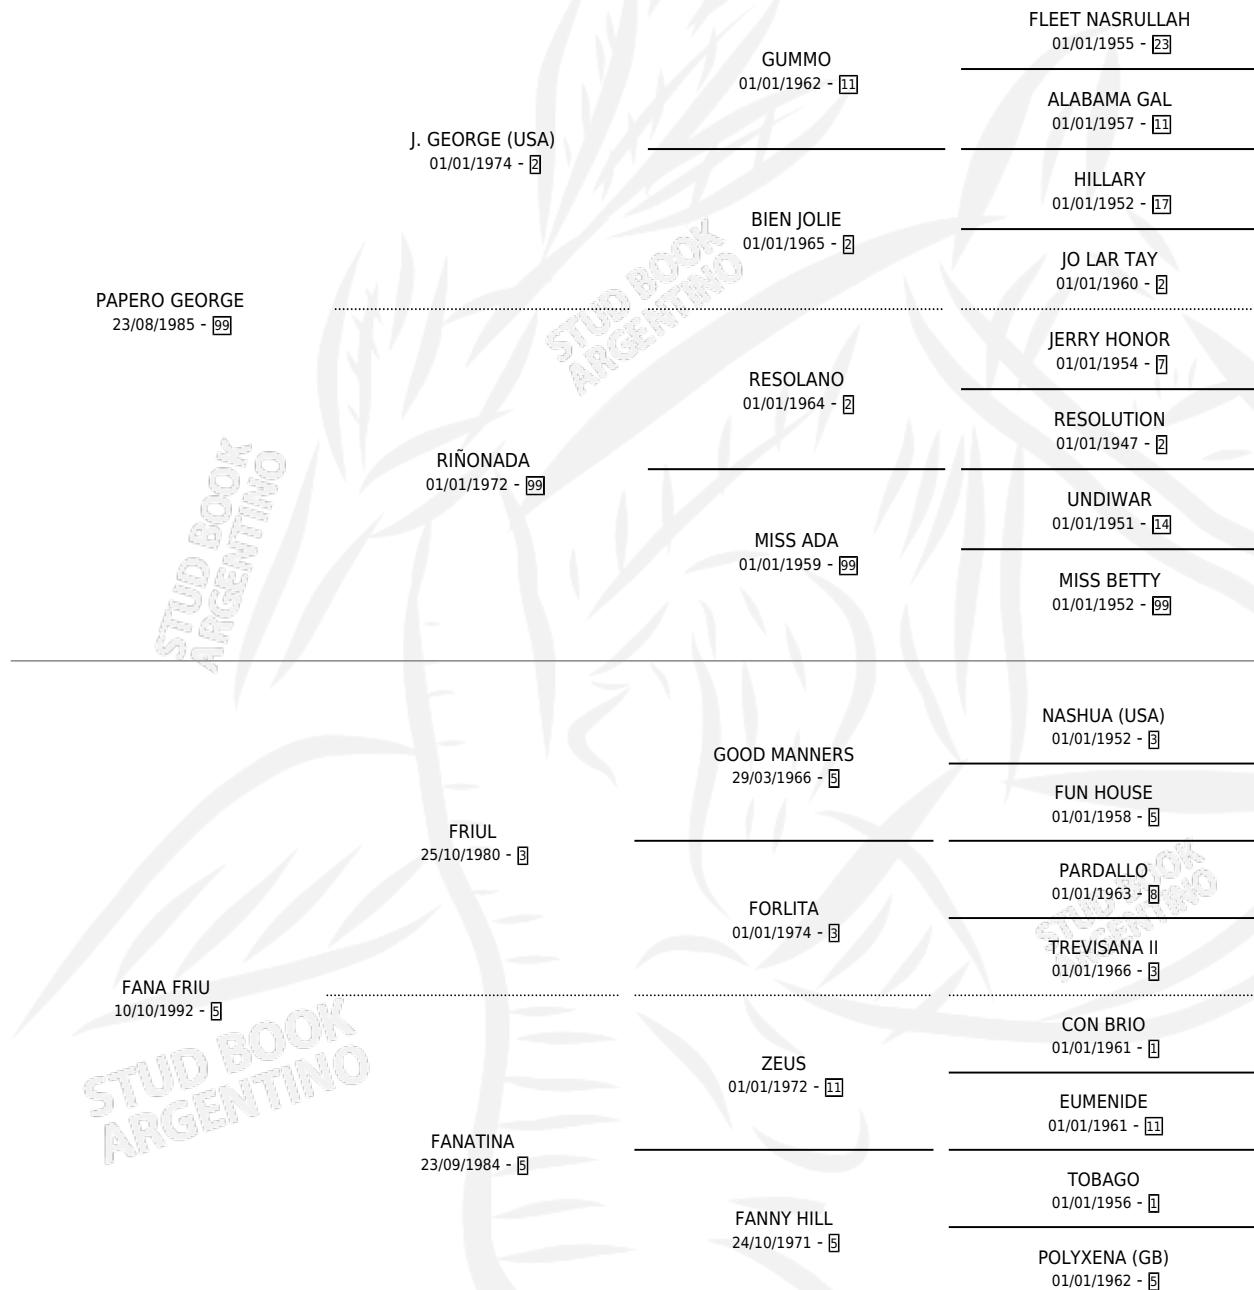 FLEET NASRULLAH
01/01/1955 - 23
GUMMO
01/01/1962 - 11
ALABAMA GAL
01/01/1957 - 11
J. GEORGE (USA)
01/01/1974 - 2
HILLARY
01/01/1952 - 17
BIEN JOLIE
01/01/1965 - 2
JO LAR TAY
01/01/1960 - 2
PAPERO GEORGE
23/08/1985 - 99
JERRY HONOR
01/01/1954 - 7
RESOLANO
01/01/1964 - 2
RESOLUTION
01/01/1947 - 2
RIÑONADA
01/01/1972 - 99
UNDIWAR
01/01/1951 - 14
MISS ADA
01/01/1959 - 99
MISS BETTY
01/01/1952 - 99
NASHUA (USA)
01/01/1952 - 3
GOOD MANNERS
29/03/1966 - 5
FUN HOUSE
01/01/1958 - 5
FRIUL
25/10/1980 - 3
PARDALLO
01/01/1963 - 8
FORLITA
01/01/1974 - 3
TREVISANA II
01/01/1966 - 3
FANA FRIU
10/10/1992 - 5
CON BRIO
01/01/1961 - 1
ZEUS
01/01/1972 - 11
EUMENIDE
01/01/1961 - 11
FANATINA
23/09/1984 - 5
TOBAGO
01/01/1956 - 1
FANNY HILL
24/10/1971 - 5
POLYXENA (GB)
01/01/1962 - 5
STUD BOOK
ARGENTINO
STUD BOOK
ARGENTINO
STUD BOOK
ARGENTINO
STUD BOOK
ARGENTINO